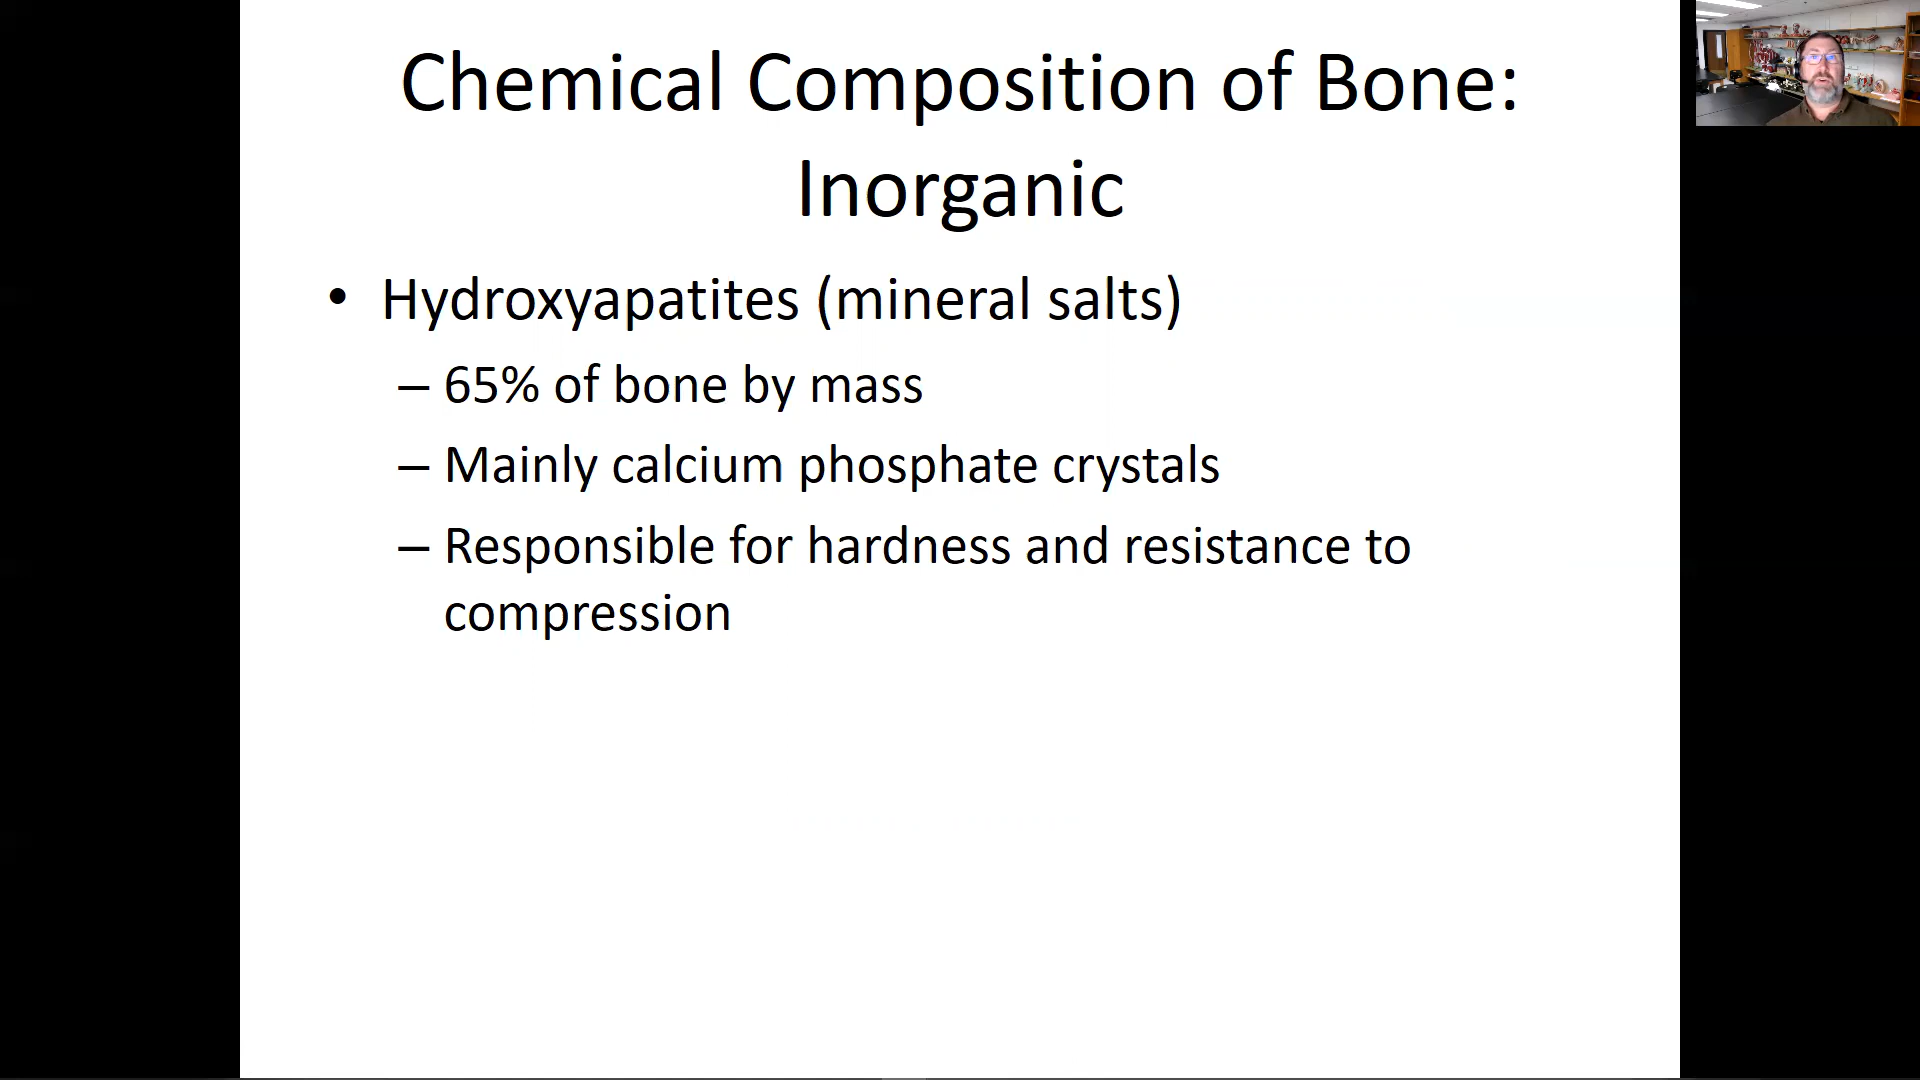 Chemical Composition of Bone:
Inorganic
• Hydroxyapatites (mineral salts)
– 65% of bone by mass
– Mainly calcium phosphate crystals
– Responsible for hardness and resistance to
compression